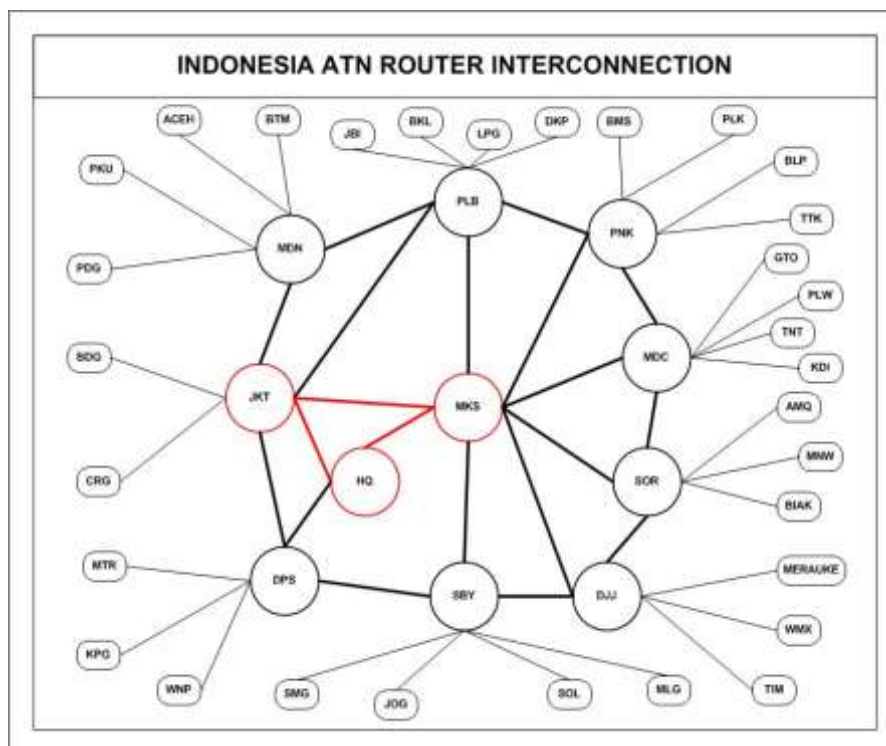 INDONESIA ATN ROUTER INTERCONNECTION
ACEH
BTM
JBI
BKL
LPG
DKP
BMS
PLK
PKU
BLP
PLB
TTK
MDN
PNK
PDG
GTO
PLW
TNT
MDC
KDI
BDG
JKT
MKS
AMQ
MNW
CRG
HQ
SOR
BIAK
MTR
DPS
SBY
DJJ
MERAUKE
WMX
KPG
WNP
SMG
JOG
SOL
MLG
TIM